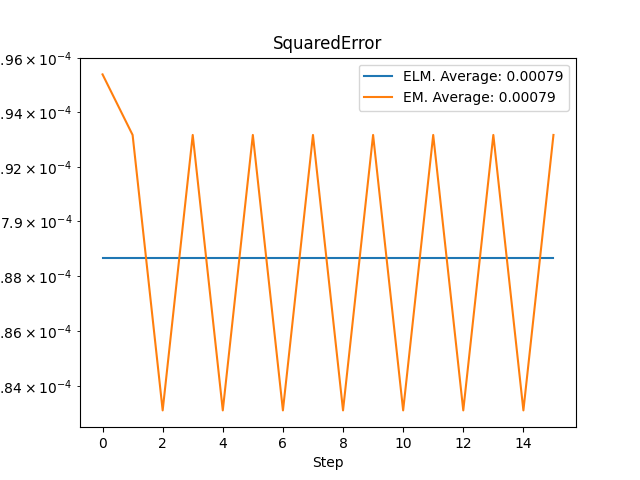 SquaredError
.96 × 10⁻⁴
.94 × 10⁻⁴
.92 × 10⁻⁴
7.9 × 10⁻⁴
.88 × 10⁻⁴
.86 × 10⁻⁴
.84 × 10⁻⁴
ELM. Average: 0.00079
EM. Average: 0.00079
0 2 4 6 8 10 12 14
Step